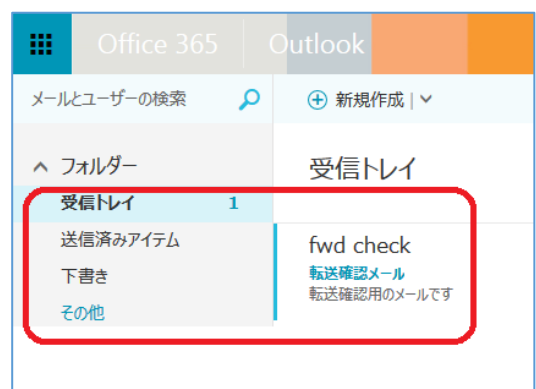 Office 365 Outlook
メールとユーザーの検索
新規作成
フォルダー
受信トレイ 1
送信済みアイテム
下書き
その他
受信トレイ
fwd check
転送確認メール
転送確認用のメールです